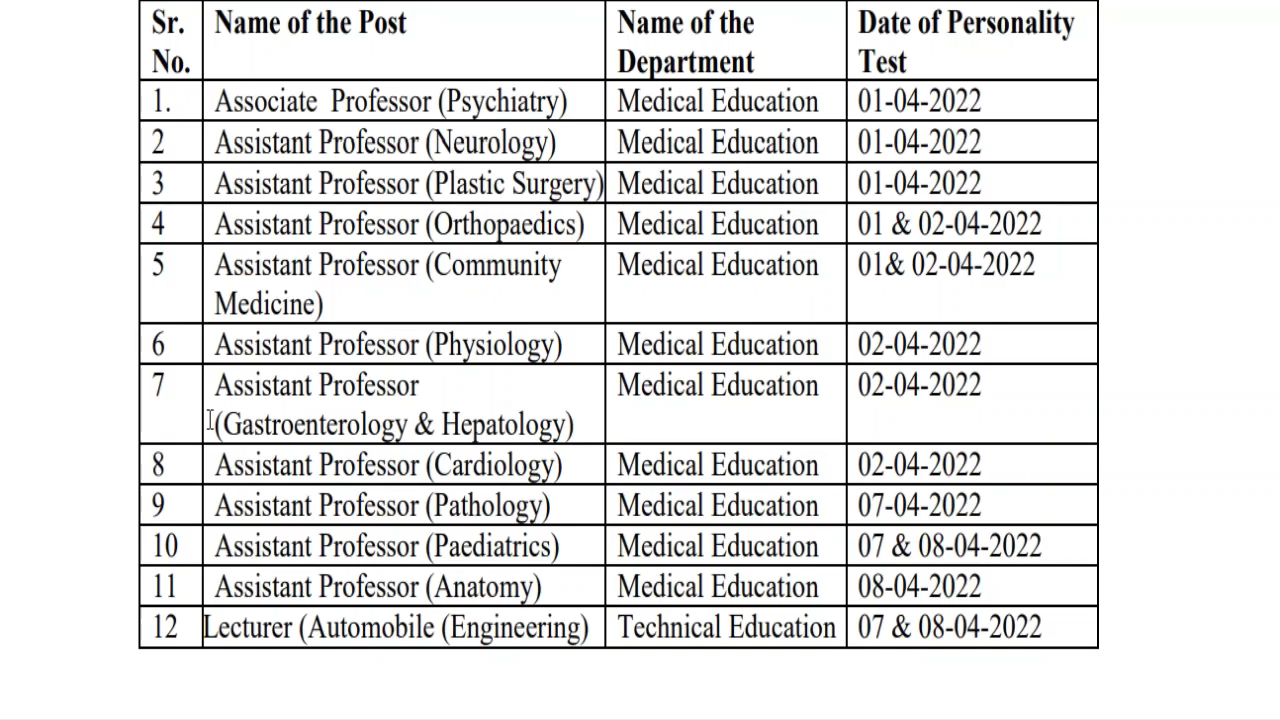 Sr. No. Name of the Post Name of the Department Date of Personality Test
1. Associate Professor (Psychiatry) Medical Education 01-04-2022
2 Assistant Professor (Neurology) Medical Education 01-04-2022
3 Assistant Professor (Plastic Surgery) Medical Education 01-04-2022
4 Assistant Professor (Orthopaedics) Medical Education 01 & 02-04-2022
5 Assistant Professor (Community Medicine) Medical Education 01& 02-04-2022
6 Assistant Professor (Physiology) Medical Education 02-04-2022
7 Assistant Professor (Gastroenterology & Hepatology) Medical Education 02-04-2022
8 Assistant Professor (Cardiology) Medical Education 02-04-2022
9 Assistant Professor (Pathology) Medical Education 07-04-2022
10 Assistant Professor (Paediatrics) Medical Education 07 & 08-04-2022
11 Assistant Professor (Anatomy) Medical Education 08-04-2022
12 Lecturer (Automobile (Engineering) Technical Education 07 & 08-04-2022